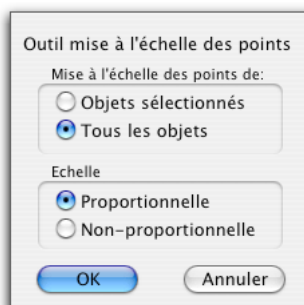 Outil mise à l'échelle des points
Mise à l'échelle des points de:
Objets sélectionnés
Tous les objets
Echelle
Proportionnelle
Non-proportionnelle
OK
Annuler